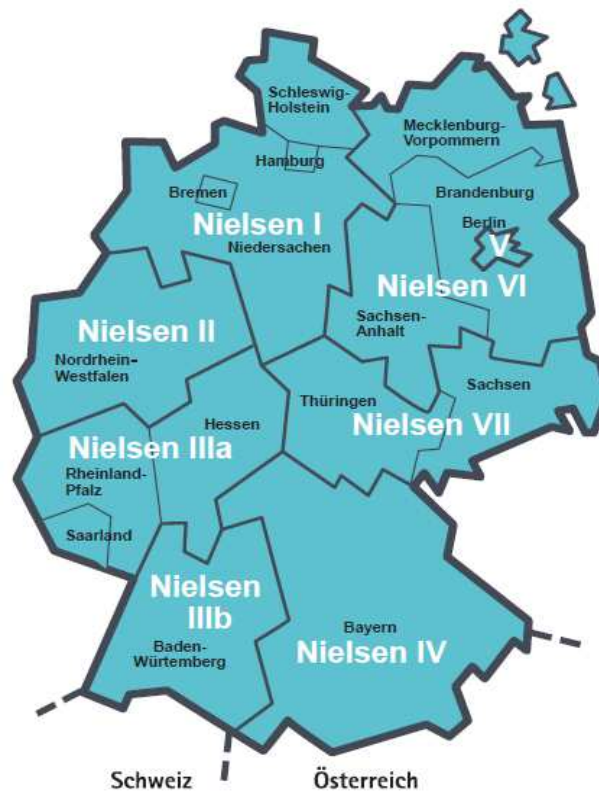 Schleswig-
Holstein
Mecklenburg-
Vorpommern
Hamburg
Bremen
Brandenburg
Berlin
Nielsen I
V
Niedersachen
Nielsen VI
Nielsen II
Sachsen-
Anhalt
Nordrhein-
Westfalen
Sachsen
Thüringen
Hessen
Nielsen VII
Nielsen IIIa
Rheinland-
Pfalz
Saarland
Nielsen
IIIb
Bayern
Nielsen IV
Baden-
Würtemberg
Schweiz
Österreich